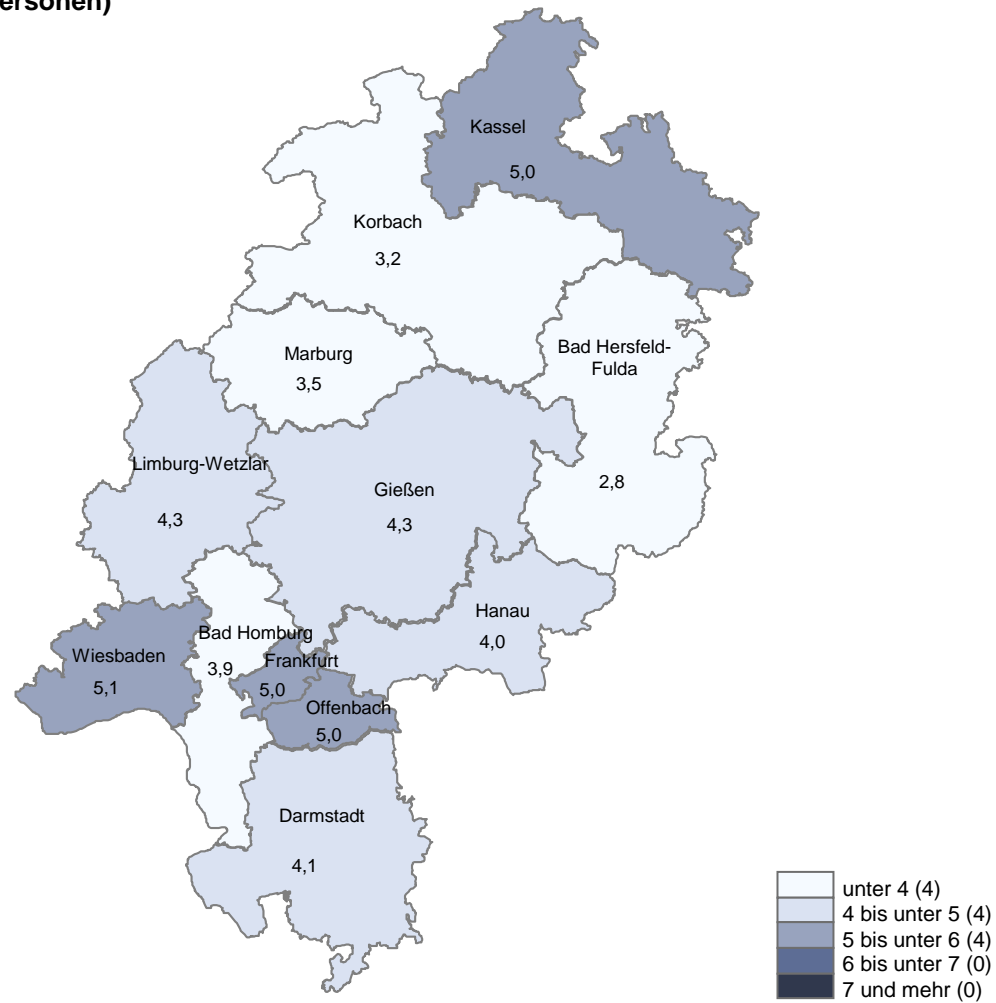 ersonen)
Kassel
5,0
Korbach
3,2
Marburg
3,5
Bad Hersfeld-
Fulda
2,8
Limburg-Wetzlar
4,3
Gießen
4,3
Hanau
4,0
Bad Homburg
3,9
Wiesbaden
5,1
Frankfurt
5,0
Offenbach
5,0
Darmstadt
4,1
unter 4 (4)
4 bis unter 5 (4)
5 bis unter 6 (4)
6 bis unter 7 (0)
7 und mehr (0)